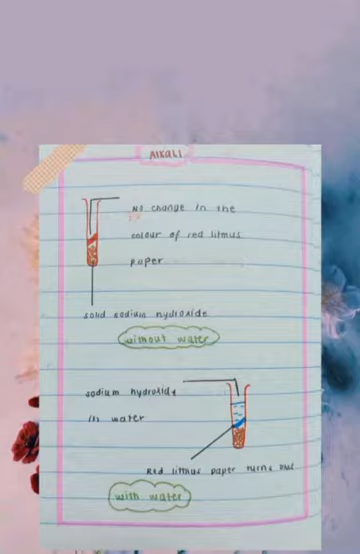 Alkali
No change in the
colour of red litmus
paper
solid sodium hydroxide
without water
sodium hydroxide
in water
Red litmus paper turns blue
with water